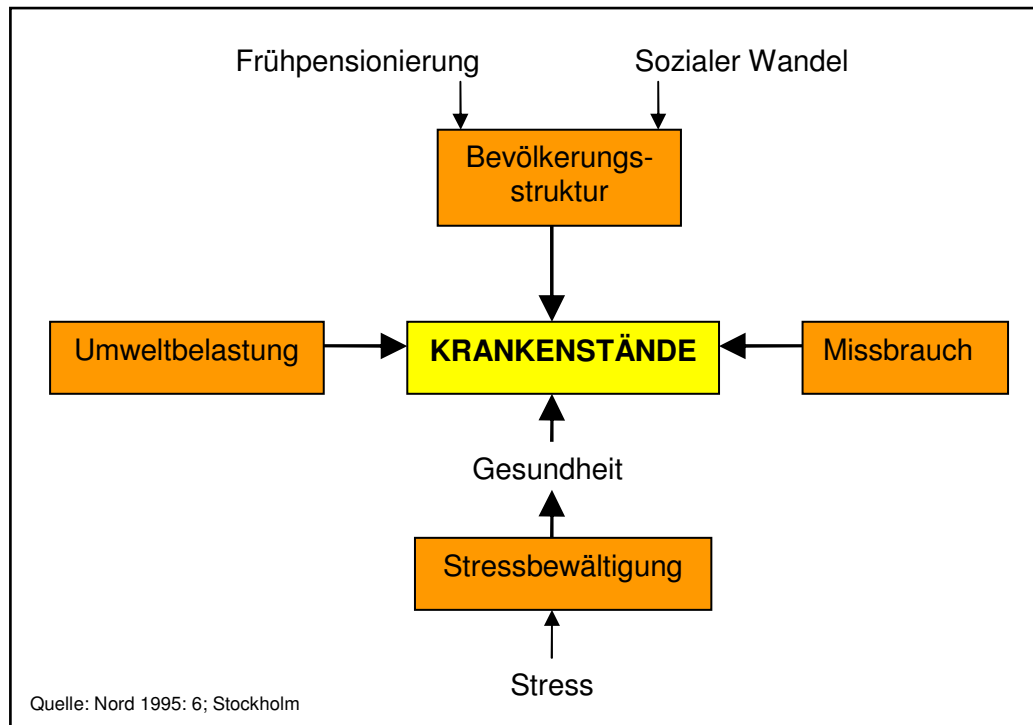 Frühpensionierung Sozialer Wandel
Bevölkerungs-
struktur
Umweltbelastung KRANKENSTÄNDE Missbrauch
Gesundheit
Stressbewältigung
Stress
Quelle: Nord 1995: 6; Stockholm